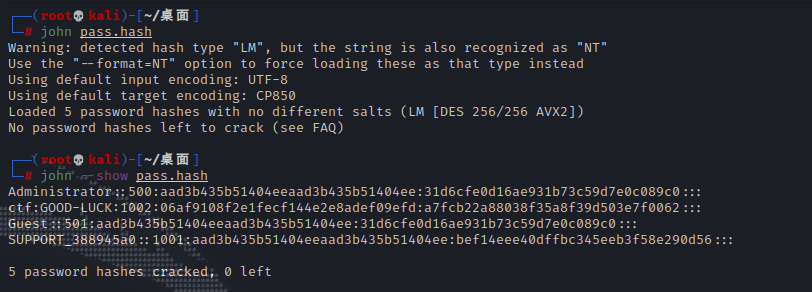 ┌──(root💀kali)-[~/桌面]
└─# john pass.hash
Warning: detected hash type "LM", but the string is also recognized as "NT"
Use the "--format=NT" option to force loading these as that type instead
Using default input encoding: UTF-8
Using default target encoding: CP850
Loaded 5 password hashes with no different salts (LM [DES 256/256 AVX2])
No password hashes left to crack (see FAQ)
┌──(root💀kali)-[~/桌面]
└─# john --show pass.hash
Administrator::500:aad3b435b51404eeaad3b435b51404ee:31d6cfe0d16ae931b73c59d7e0c089c0:::
ctf:GOOD-LUCK:1002:06af9108f2e1fecf144e2e8adef09efd:a7fcb22a88038f35a8f39d503e7f0062:::
Guest::501:aad3b435b51404eeaad3b435b51404ee:31d6cfe0d16ae931b73c59d7e0c089c0:::
SUPPORT_388945a0::1001:aad3b435b51404eeaad3b435b51404ee:bef14eee40dffbc345eeb3f58e290d56:::
5 password hashes cracked, 0 left